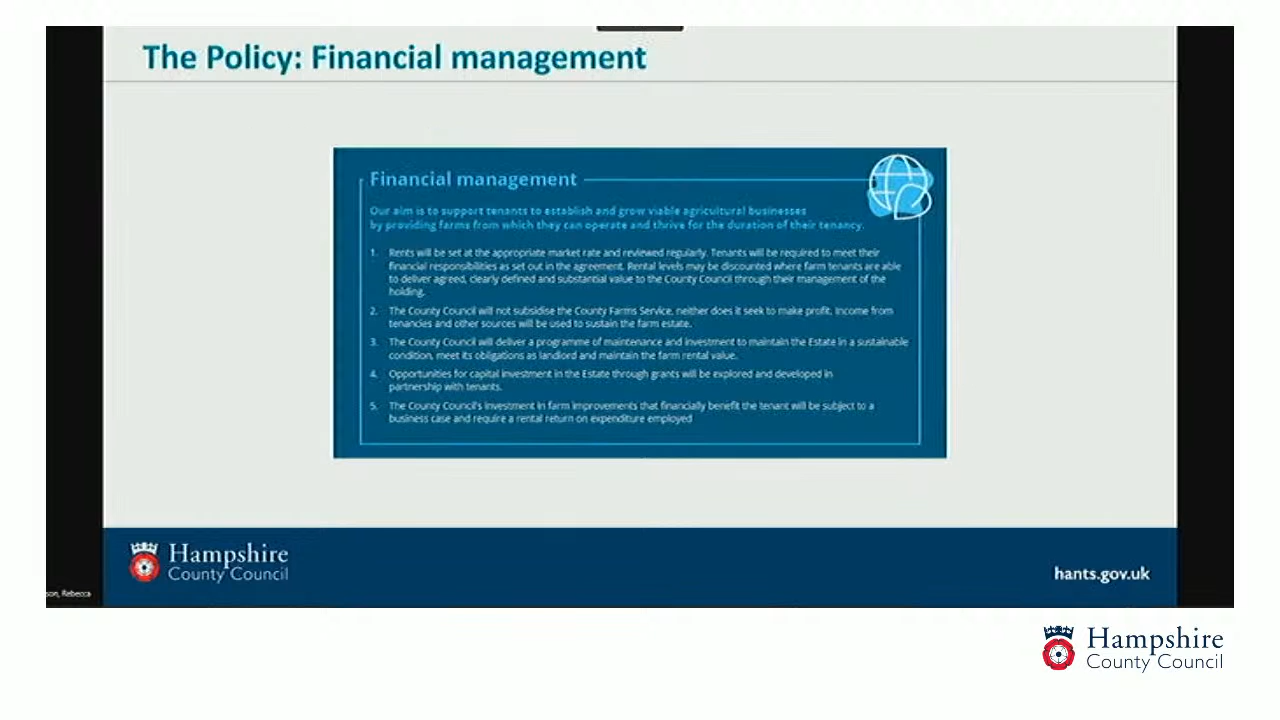 The Policy: Financial management
Financial management
Our aim is to support tenants to establish and grow viable agricultural businesses
by providing farms from which they can operate and thrive for the duration of their tenancy.
1. Rents will be set at the appropriate market rate and reviewed regularly. Tenants will be required to meet their
financial responsibilities as set out in the agreement. Rental levels may be discounted where farm tenants are able
to deliver agreed, clearly defined and substantial value to the County Council through their management of the
holding.
2. The County Council will not subsidise the County Farms Service, neither does it seek to make profit. Income from
tenancies and other sources will be used to sustain the farm estate.
3. The County Council will deliver a programme of maintenance and investment to maintain the Estate in a sustainable
condition, meet its obligations as landlord and maintain the farm rental value.
4. Opportunities for capital investment in the Estate through grants will be explored and developed in
partnership with tenants.
5. The County Council's investment in farm improvements that financially benefit the tenant will be subject to a
business case and require a rental return on expenditure employed
Hampshire
County Council
hants.gov.uk
son, Rebecca
Hampshire
County Council